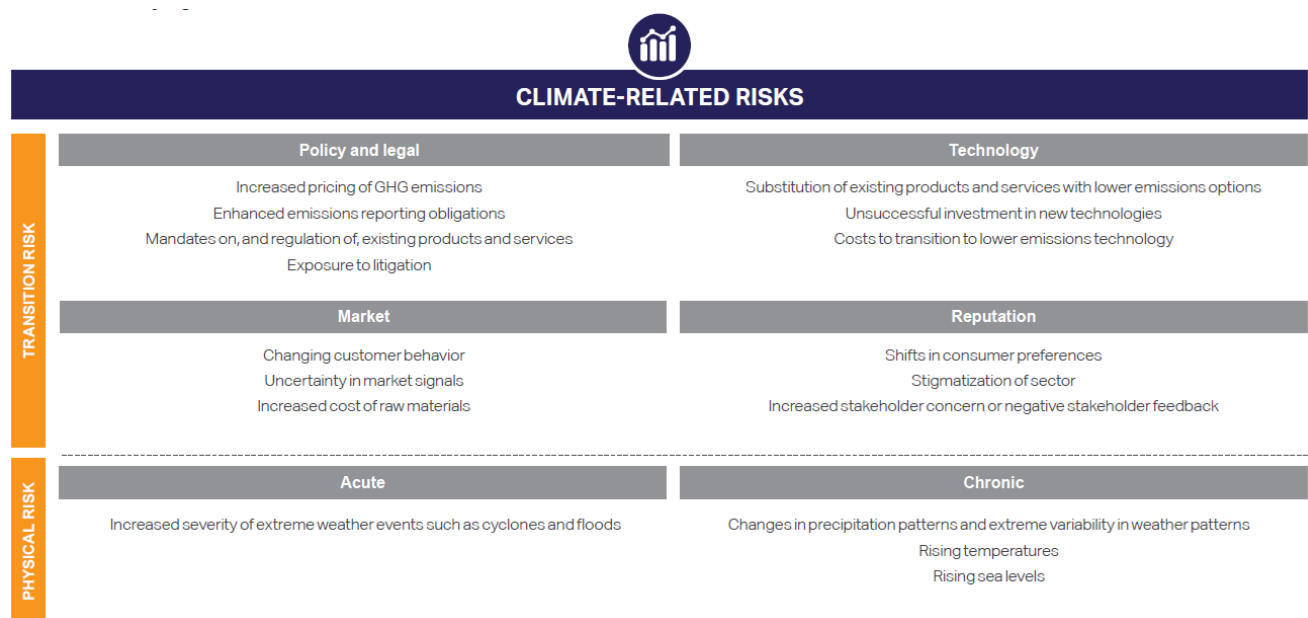 CLIMATE-RELATED RISKS
TRANSITION RISK
Policy and legal
Increased pricing of GHG emissions
Enhanced emissions reporting obligations
Mandates on, and regulation of, existing products and services
Exposure to litigation
Technology
Substitution of existing products and services with lower emissions options
Unsuccessful investment in new technologies
Costs to transition to lower emissions technology
Market
Changing customer behavior
Uncertainty in market signals
Increased cost of raw materials
Reputation
Shifts in consumer preferences
Stigmatization of sector
Increased stakeholder concern or negative stakeholder feedback
PHYSICAL RISK
Acute
Increased severity of extreme weather events such as cyclones and floods
Chronic
Changes in precipitation patterns and extreme variability in weather patterns
Rising temperatures
Rising sea levels